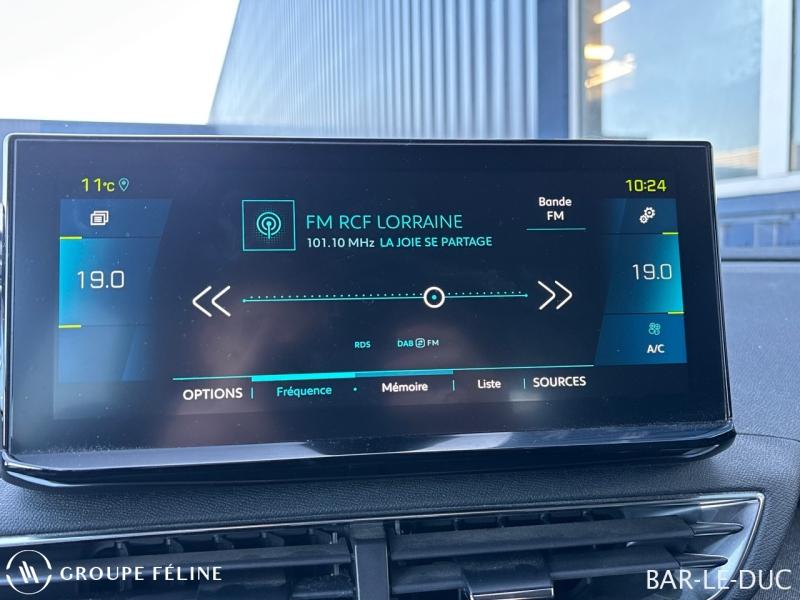 11°C
10:24
Bande
FM
FM RCF LORRAINE
101.10 MHz LA JOIE SE PARTAGE
19.0
19.0
RDS
DAB FM
A/C
OPTIONS
Fréquence
Mémoire
Liste
SOURCES
GROUPE FÉLINE
BAR-LE-DUC